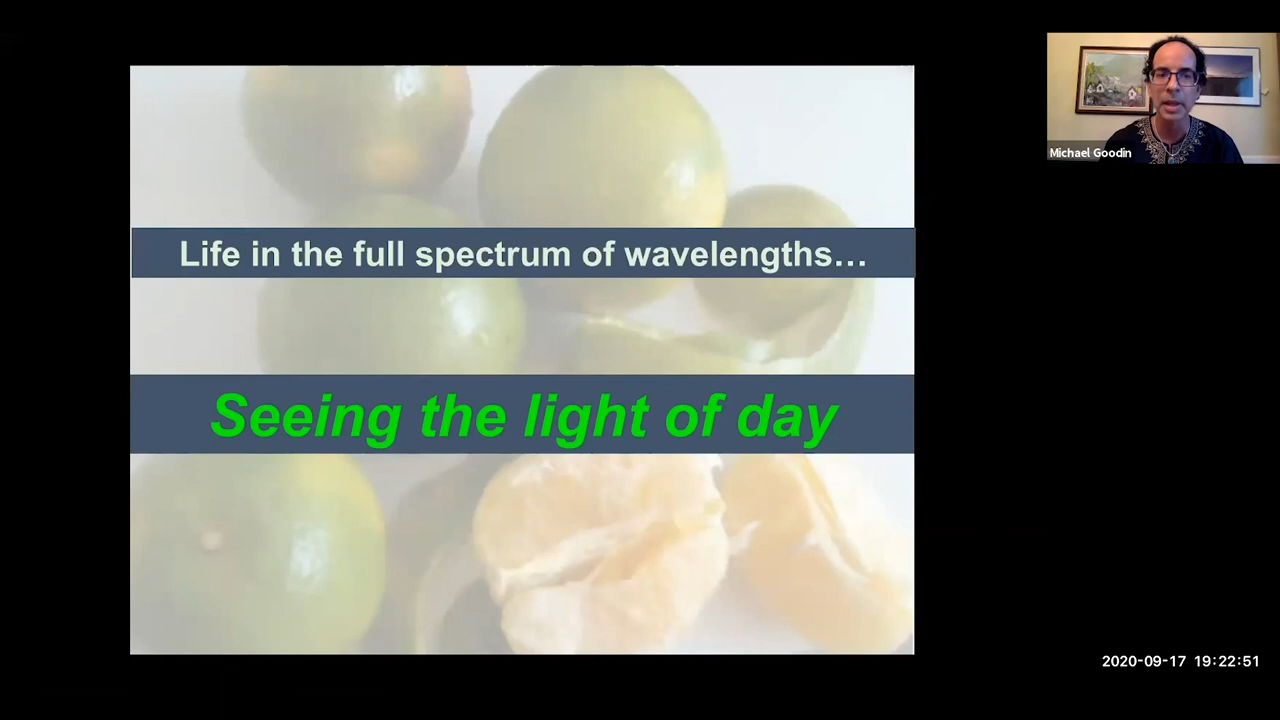 Michael Goodin
Life in the full spectrum of wavelengths…
Seeing the light of day
2020-09-17 19:22:51